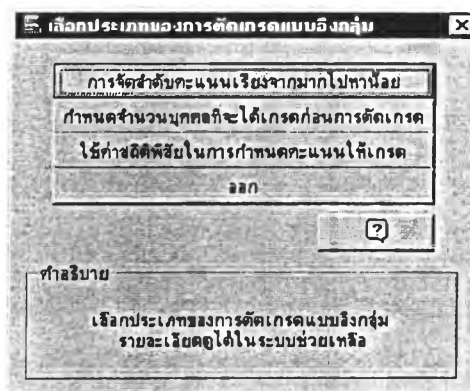 เลือกประเภทของการตัดเกรดแบบอิงกลุ่ม
การจัดลำดับคะแนนเรียงจากมากไปหาน้อย
กำหนดจำนวนบุคคลที่จะได้เกรดก่อนการตัดเกรด
ใช้ค่าสถิติพิสัยในการกำหนดคะแนนให้เกรด
ออก
?
คำอธิบาย
เลือกประเภทของการตัดเกรดแบบอิงกลุ่ม
รายละเอียดดูได้ในระบบช่วยเหลือ